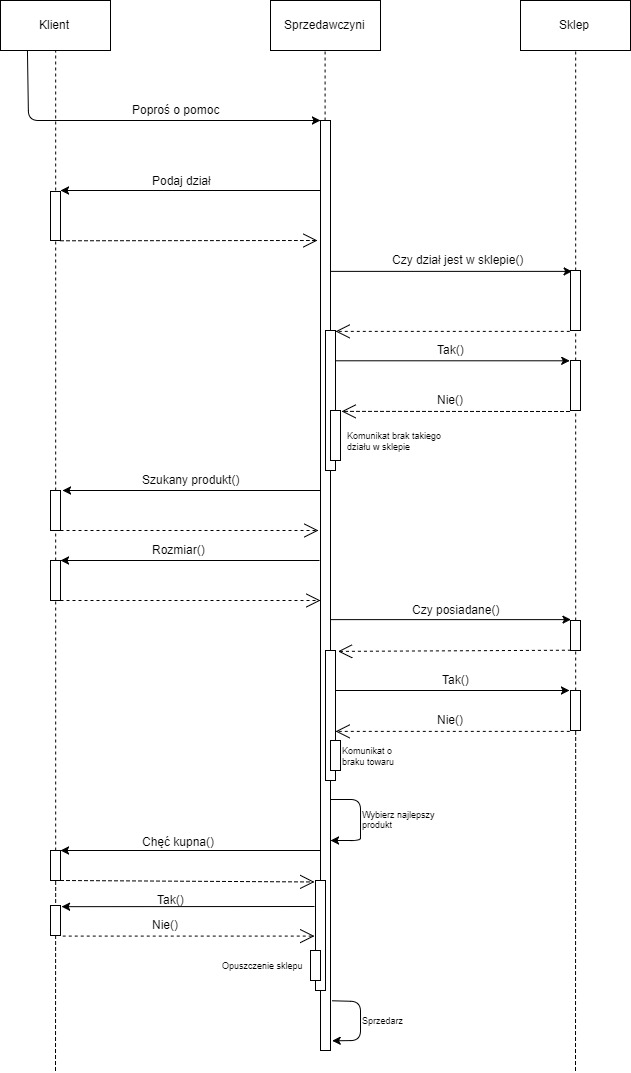 Klient
Sprzedawczyni
Sklep
Poproś o pomoc
Podaj dział
Czy dział jest w sklepie()
Tak()
Nie()
Komunikat brak takiego
działu w sklepie
Szukany produkt()
Rozmiar()
Czy posiadane()
Tak()
Nie()
Komunikat o
braku towaru
Wybierz najlepszy
produkt
Chęć kupna()
Tak()
Nie()
Opuszczenie sklepu
Sprzedarz